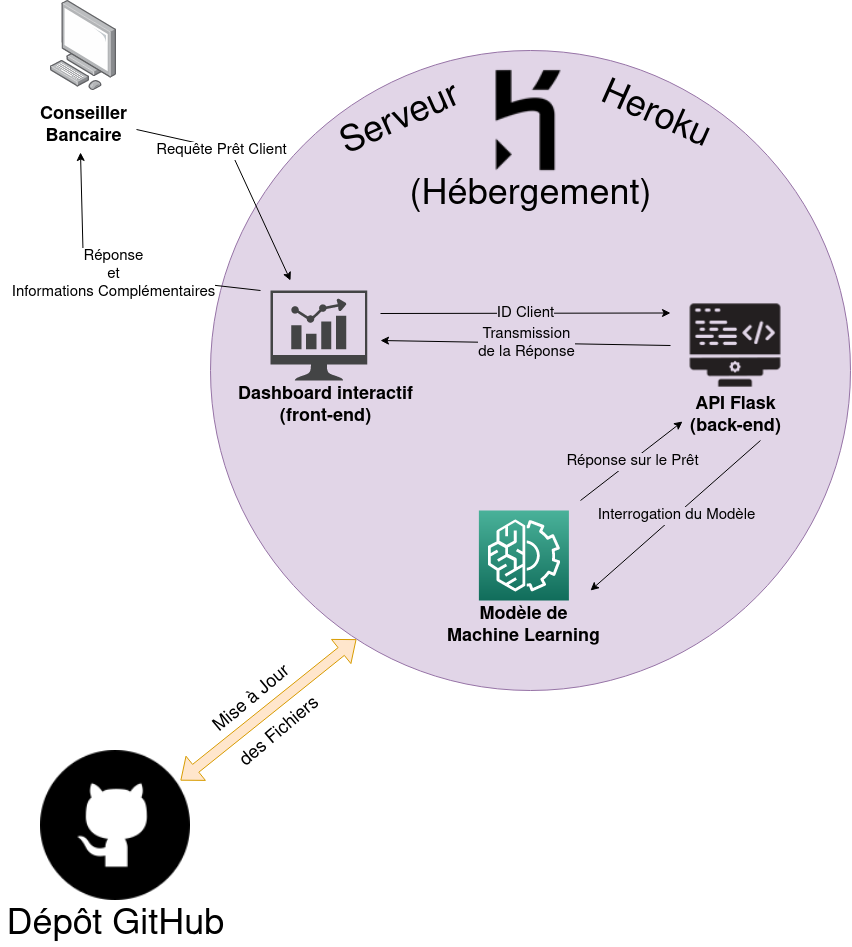 Conseiller
Bancaire
Requête Prêt Client
Réponse
et
Informations Complémentaires
Serveur
Heroku
(Hébergement)
ID Client
Transmission
de la Réponse
Dashboard interactif
(front-end)
API Flask
(back-end)
Réponse sur le Prêt
Interrogation du Modèle
Modèle de
Machine Learning
Mise à Jour
des Fichiers
Dépôt GitHub